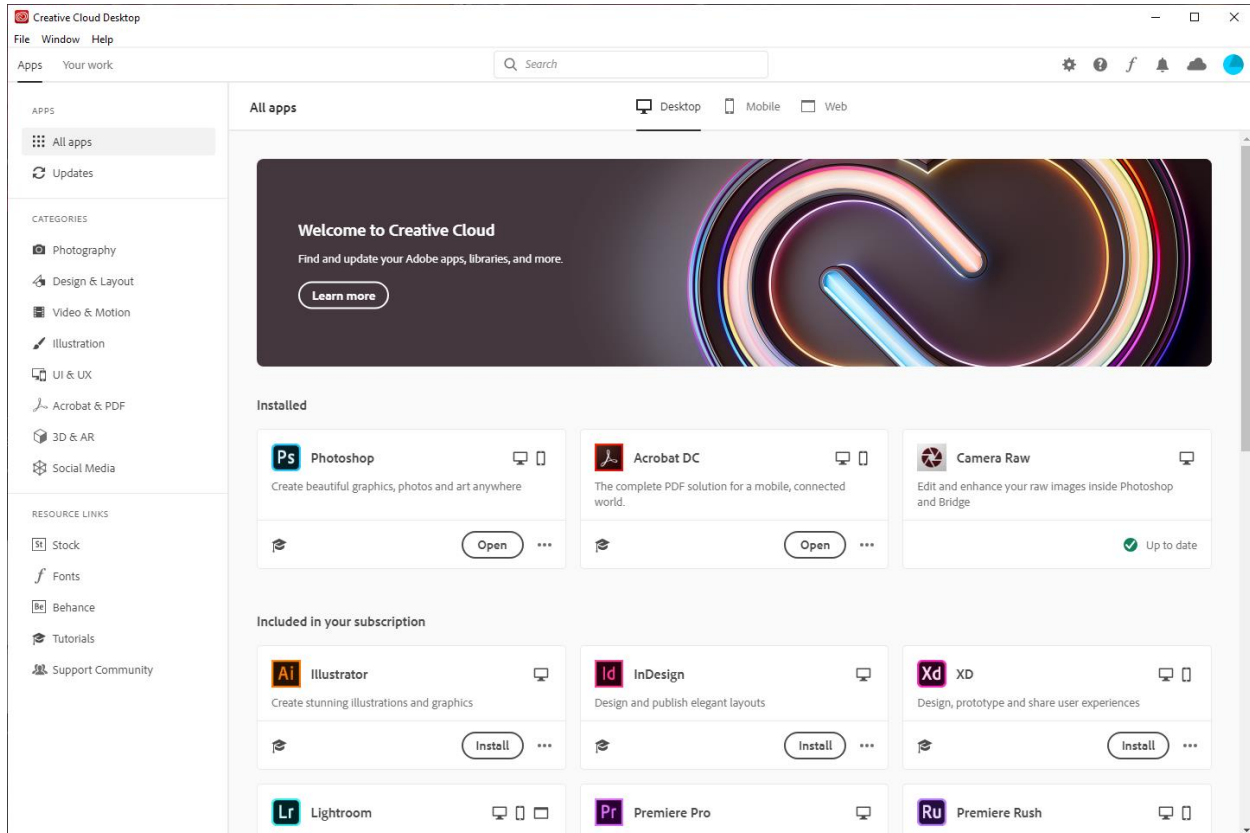 Creative Cloud Desktop
File Window Help
Apps Your work
Search
APPS
All apps
Updates
CATEGORIES
Photography
Design & Layout
Video & Motion
Illustration
UI & UX
Acrobat & PDF
3D & AR
Social Media
RESOURCE LINKS
St Stock
Fonts
Be Behance
Tutorials
Support Community
All apps
Desktop Mobile Web
Welcome to Creative Cloud
Find and update your Adobe apps, libraries, and more.
Learn more
Installed
Ps Photoshop
Create beautiful graphics, photos and art anywhere
Open
Acrobat DC
The complete PDF solution for a mobile, connected
world.
Open
Camera Raw
Edit and enhance your raw images inside Photoshop
and Bridge
Up to date
Included in your subscription
Ai Illustrator
Create stunning illustrations and graphics
Install
Id InDesign
Design and publish elegant layouts
Install
Xd XD
Design, prototype and share user experiences
Install
Lr Lightroom
Pr Premiere Pro
Ru Premiere Rush